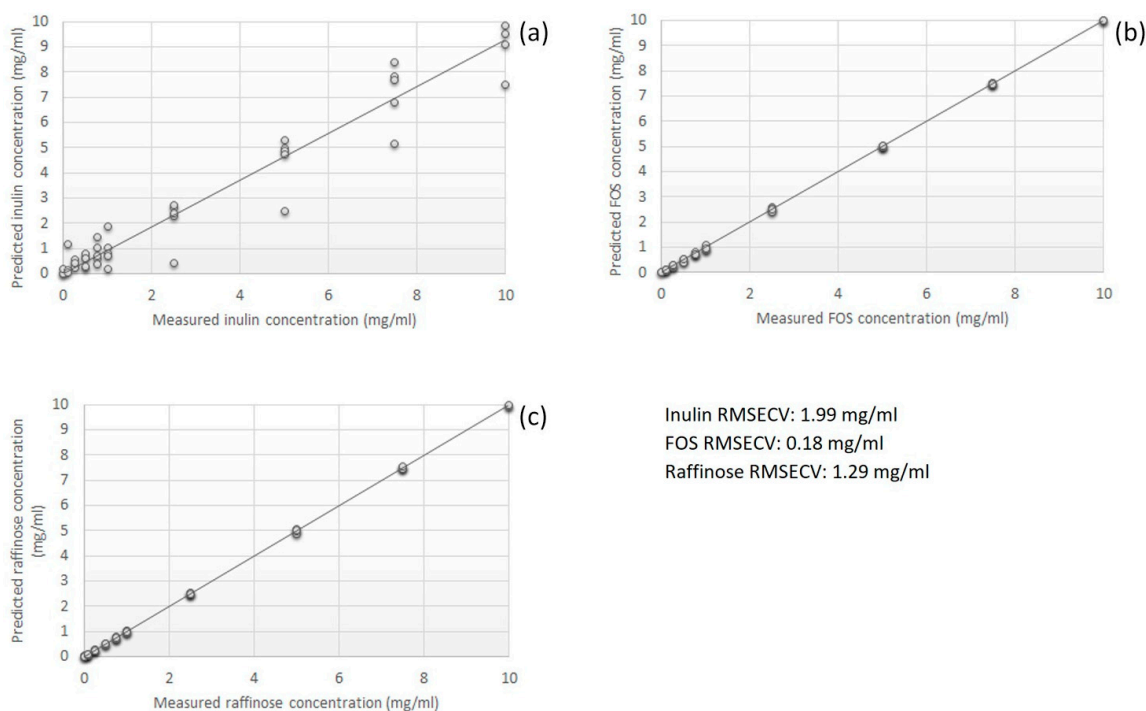 (a)
Predicted inulin concentration (mg/ml)
10
9
8
7
6
5
4
3
2
1
0
0 2 4 6 8 10
Measured inulin concentration (mg/ml)
(b)
Predicted FOS concentration (mg/ml)
10
9
8
7
6
5
4
3
2
1
0
0 2 4 6 8 10
Measured FOS concentration (mg/ml)
(c)
Predicted raffinose concentration
(mg/ml)
10
9
8
7
6
5
4
3
2
1
0
0 2 4 6 8 10
Measured raffinose concentration (mg/ml)
Inulin RMSECV: 1.99 mg/ml
FOS RMSECV: 0.18 mg/ml
Raffinose RMSECV: 1.29 mg/ml